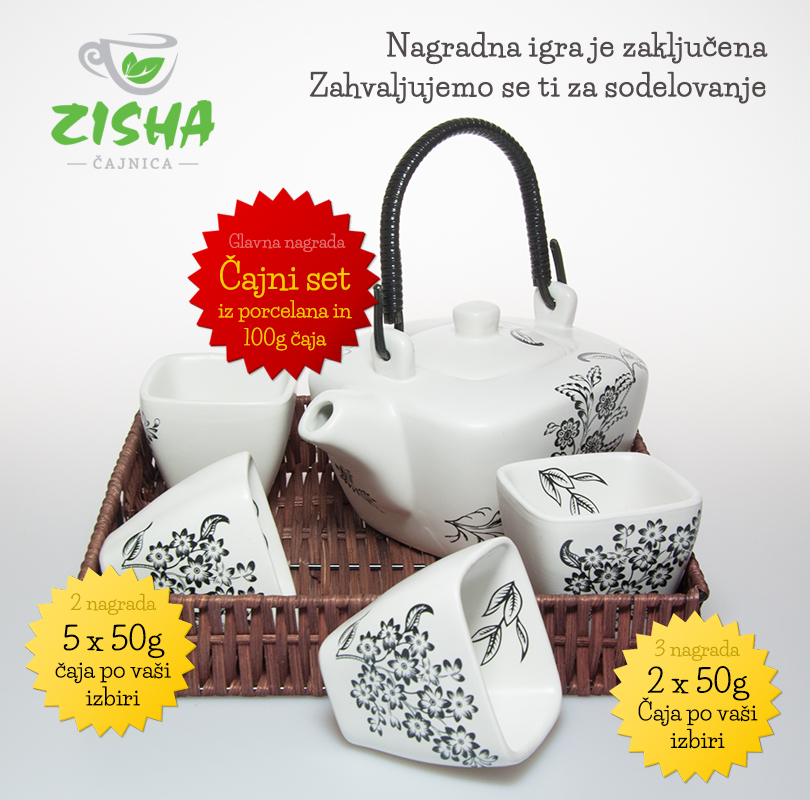 ZISHA
ČAJNICA
Nagradna igra je zaključena
Zahvaljujemo se ti za sodelovanje
Glavna nagrada
Čajni set
iz porcelana in
100g čaja
2 nagrada
5 x 50g
čaja po vaši
izbiri
3 nagrada
2 x 50g
Čaja po vaši
izbiri